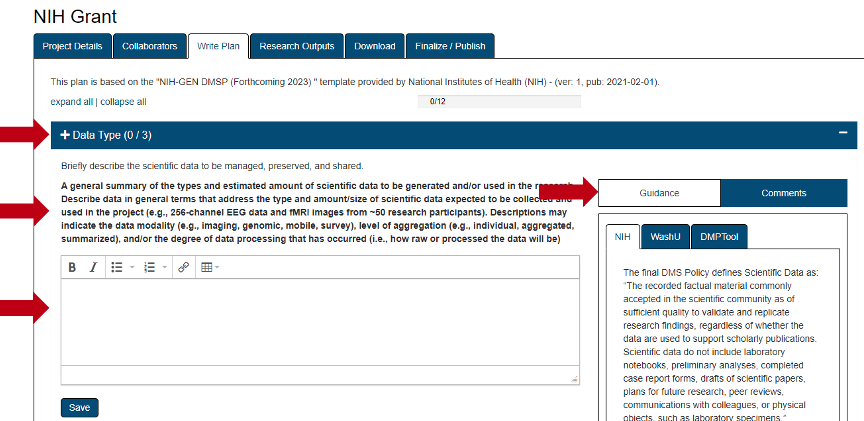 NIH Grant
Project Details Collaborators Write Plan Research Outputs Download Finalize / Publish
This plan is based on the "NIH-GEN DMSP (Forthcoming 2023) " template provided by National Institutes of Health (NIH) - (ver: 1, pub: 2021-02-01).
expand all | collapse all 0/12
Data Type (0 / 3)
Briefly describe the scientific data to be managed, preserved, and shared.
A general summary of the types and estimated amount of scientific data to be generated and/or used in the
Describe data in general terms that address the type and amount/size of scientific data expected to be collected and
used in the project (e.g., 256-channel EEG data and fMRI images from ~50 research participants). Descriptions may
indicate the data modality (e.g., imaging, genomic, mobile, survey), level of aggregation (e.g., individual, aggregated,
summarized), and/or the degree of data processing that has occurred (i.e., how raw or processed the data will be)
B I
Save
Guidance Comments
NIH WashU DMPTool
The final DMS Policy defines Scientific Data as:
"The recorded factual material commonly
accepted in the scientific community as of
sufficient quality to validate and replicate
research findings, regardless of whether the
data are used to support scholarly publications.
Scientific data do not include laboratory
notebooks, preliminary analyses, completed
case report forms, drafts of scientific papers,
plans for future research, peer reviews,
communications with colleagues, or physical
objects, such as laboratory specimens."